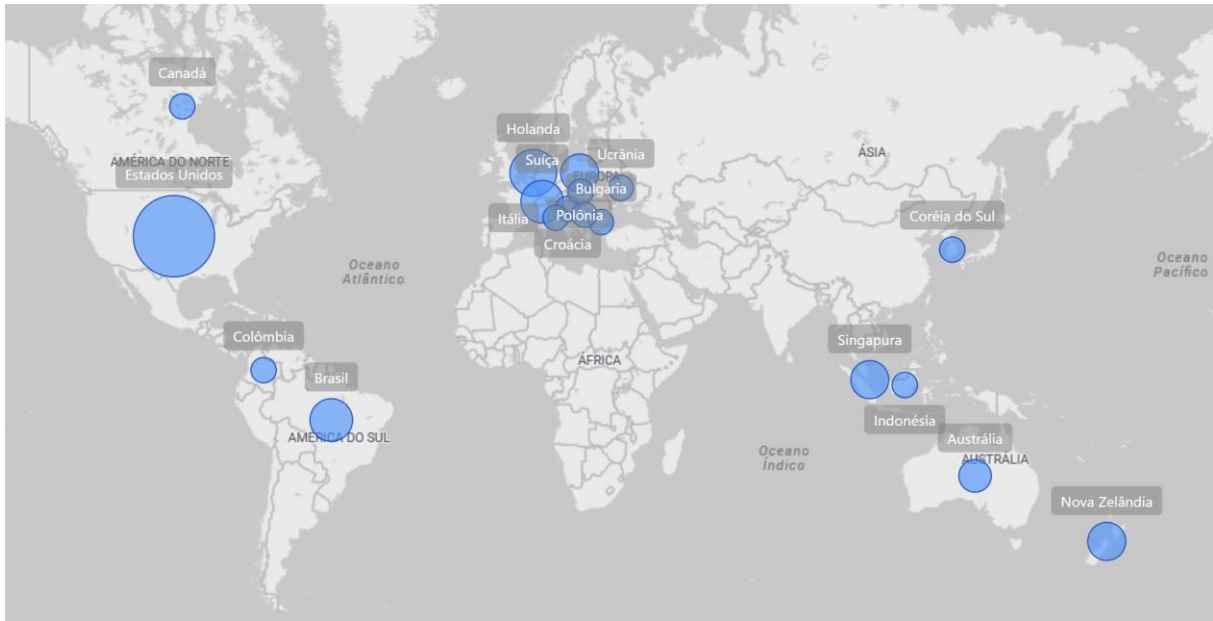 Canadá
AMÉRICA DO NORTE
Estados Unidos
Oceano
Atlântico
Colômbia
Brasil
AMÉRICA DO SUL
Holanda
Suíça
Ucrânia
EUROPA
Bulgária
Itália
Polônia
Croácia
ÁFRICA
ÁSIA
Coréia do Sul
Oceano
Pacífico
Singapura
Indonésia
Oceano
Índico
Austrália
AUSTRÁLIA
Nova Zelândia